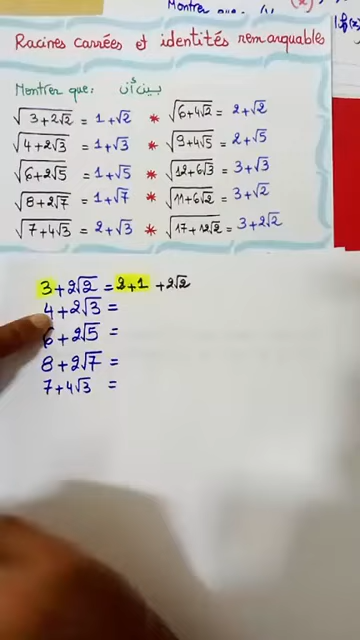 Montrer que:
Racines carrées et identités remarquables
Montrer que: بين أن
√3+2√2 = 1+√2 * √6+4√2 = 2+√2
√4+2√3 = 1+√3 * √9+4√5 = 2+√5
√6+2√5 = 1+√5 * √12+6√3 = 3+√3
√8+2√7 = 1+√7 * √11+6√2 = 3+√2
√7+4√3 = 2+√3 * √17+12√2 = 3+2√2
3+2√2 = 2+1 +2√2
4+2√3 =
6+2√5 =
8+2√7 =
7+4√3 =